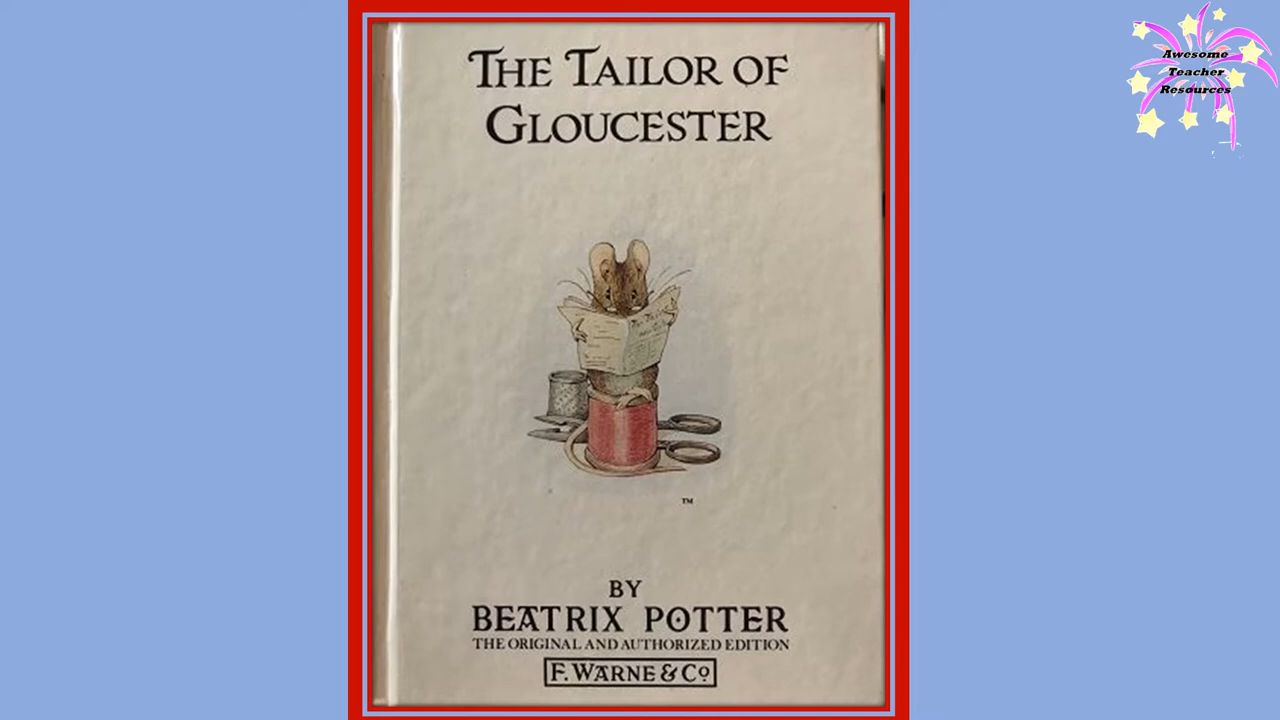 THE TAILOR OF
GLOUCESTER
TM
BY
BEATRIX POTTER
THE ORIGINAL AND AUTHORIZED EDITION
F. WARNE & Co
Awesome
Teacher
Resources